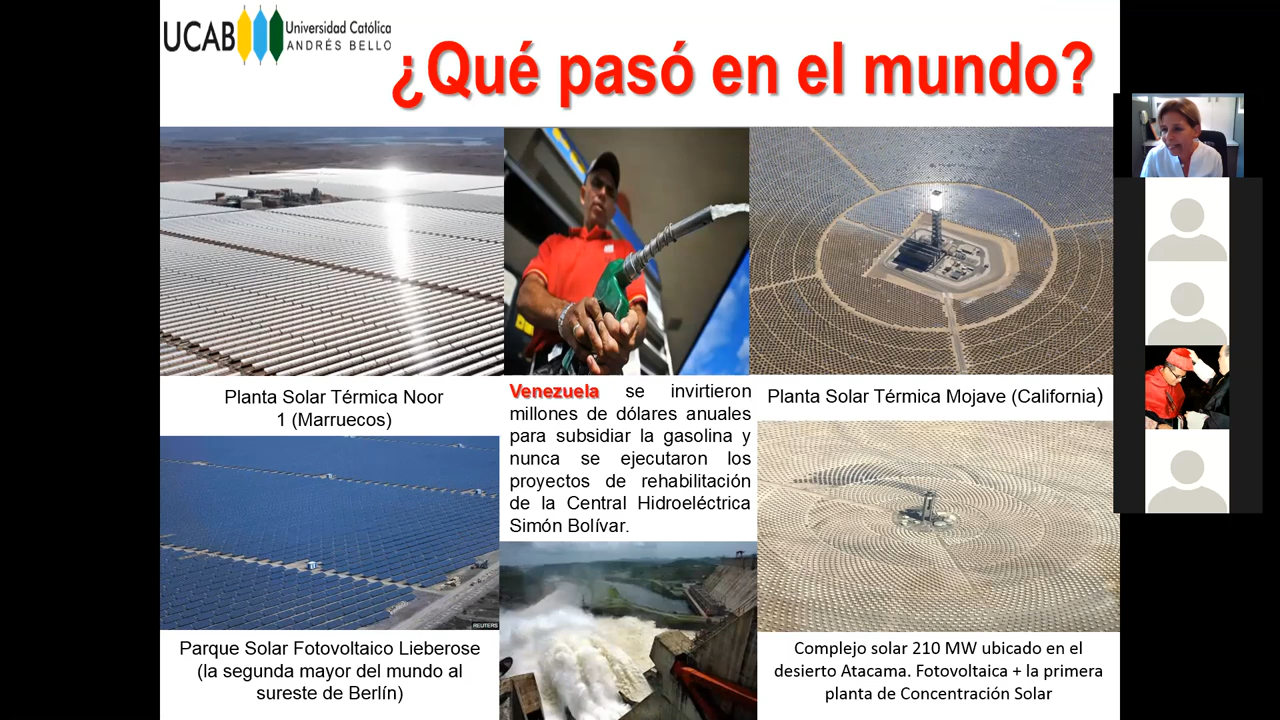 UCAB
Universidad Católica
ANDRÉS BELLO
¿Qué pasó en el mundo?
Planta Solar Térmica Noor
1 (Marruecos)
Venezuela se invirtieron
millones de dólares anuales
para subsidiar la gasolina y
nunca se ejecutaron los
proyectos de rehabilitación
de la Central Hidroeléctrica
Simón Bolívar.
Planta Solar Térmica Mojave (California)
REUTERS
Parque Solar Fotovoltaico Lieberose
(la segunda mayor del mundo al
sureste de Berlín)
Complejo solar 210 MW ubicado en el
desierto Atacama. Fotovoltaica + la primera
planta de Concentración Solar